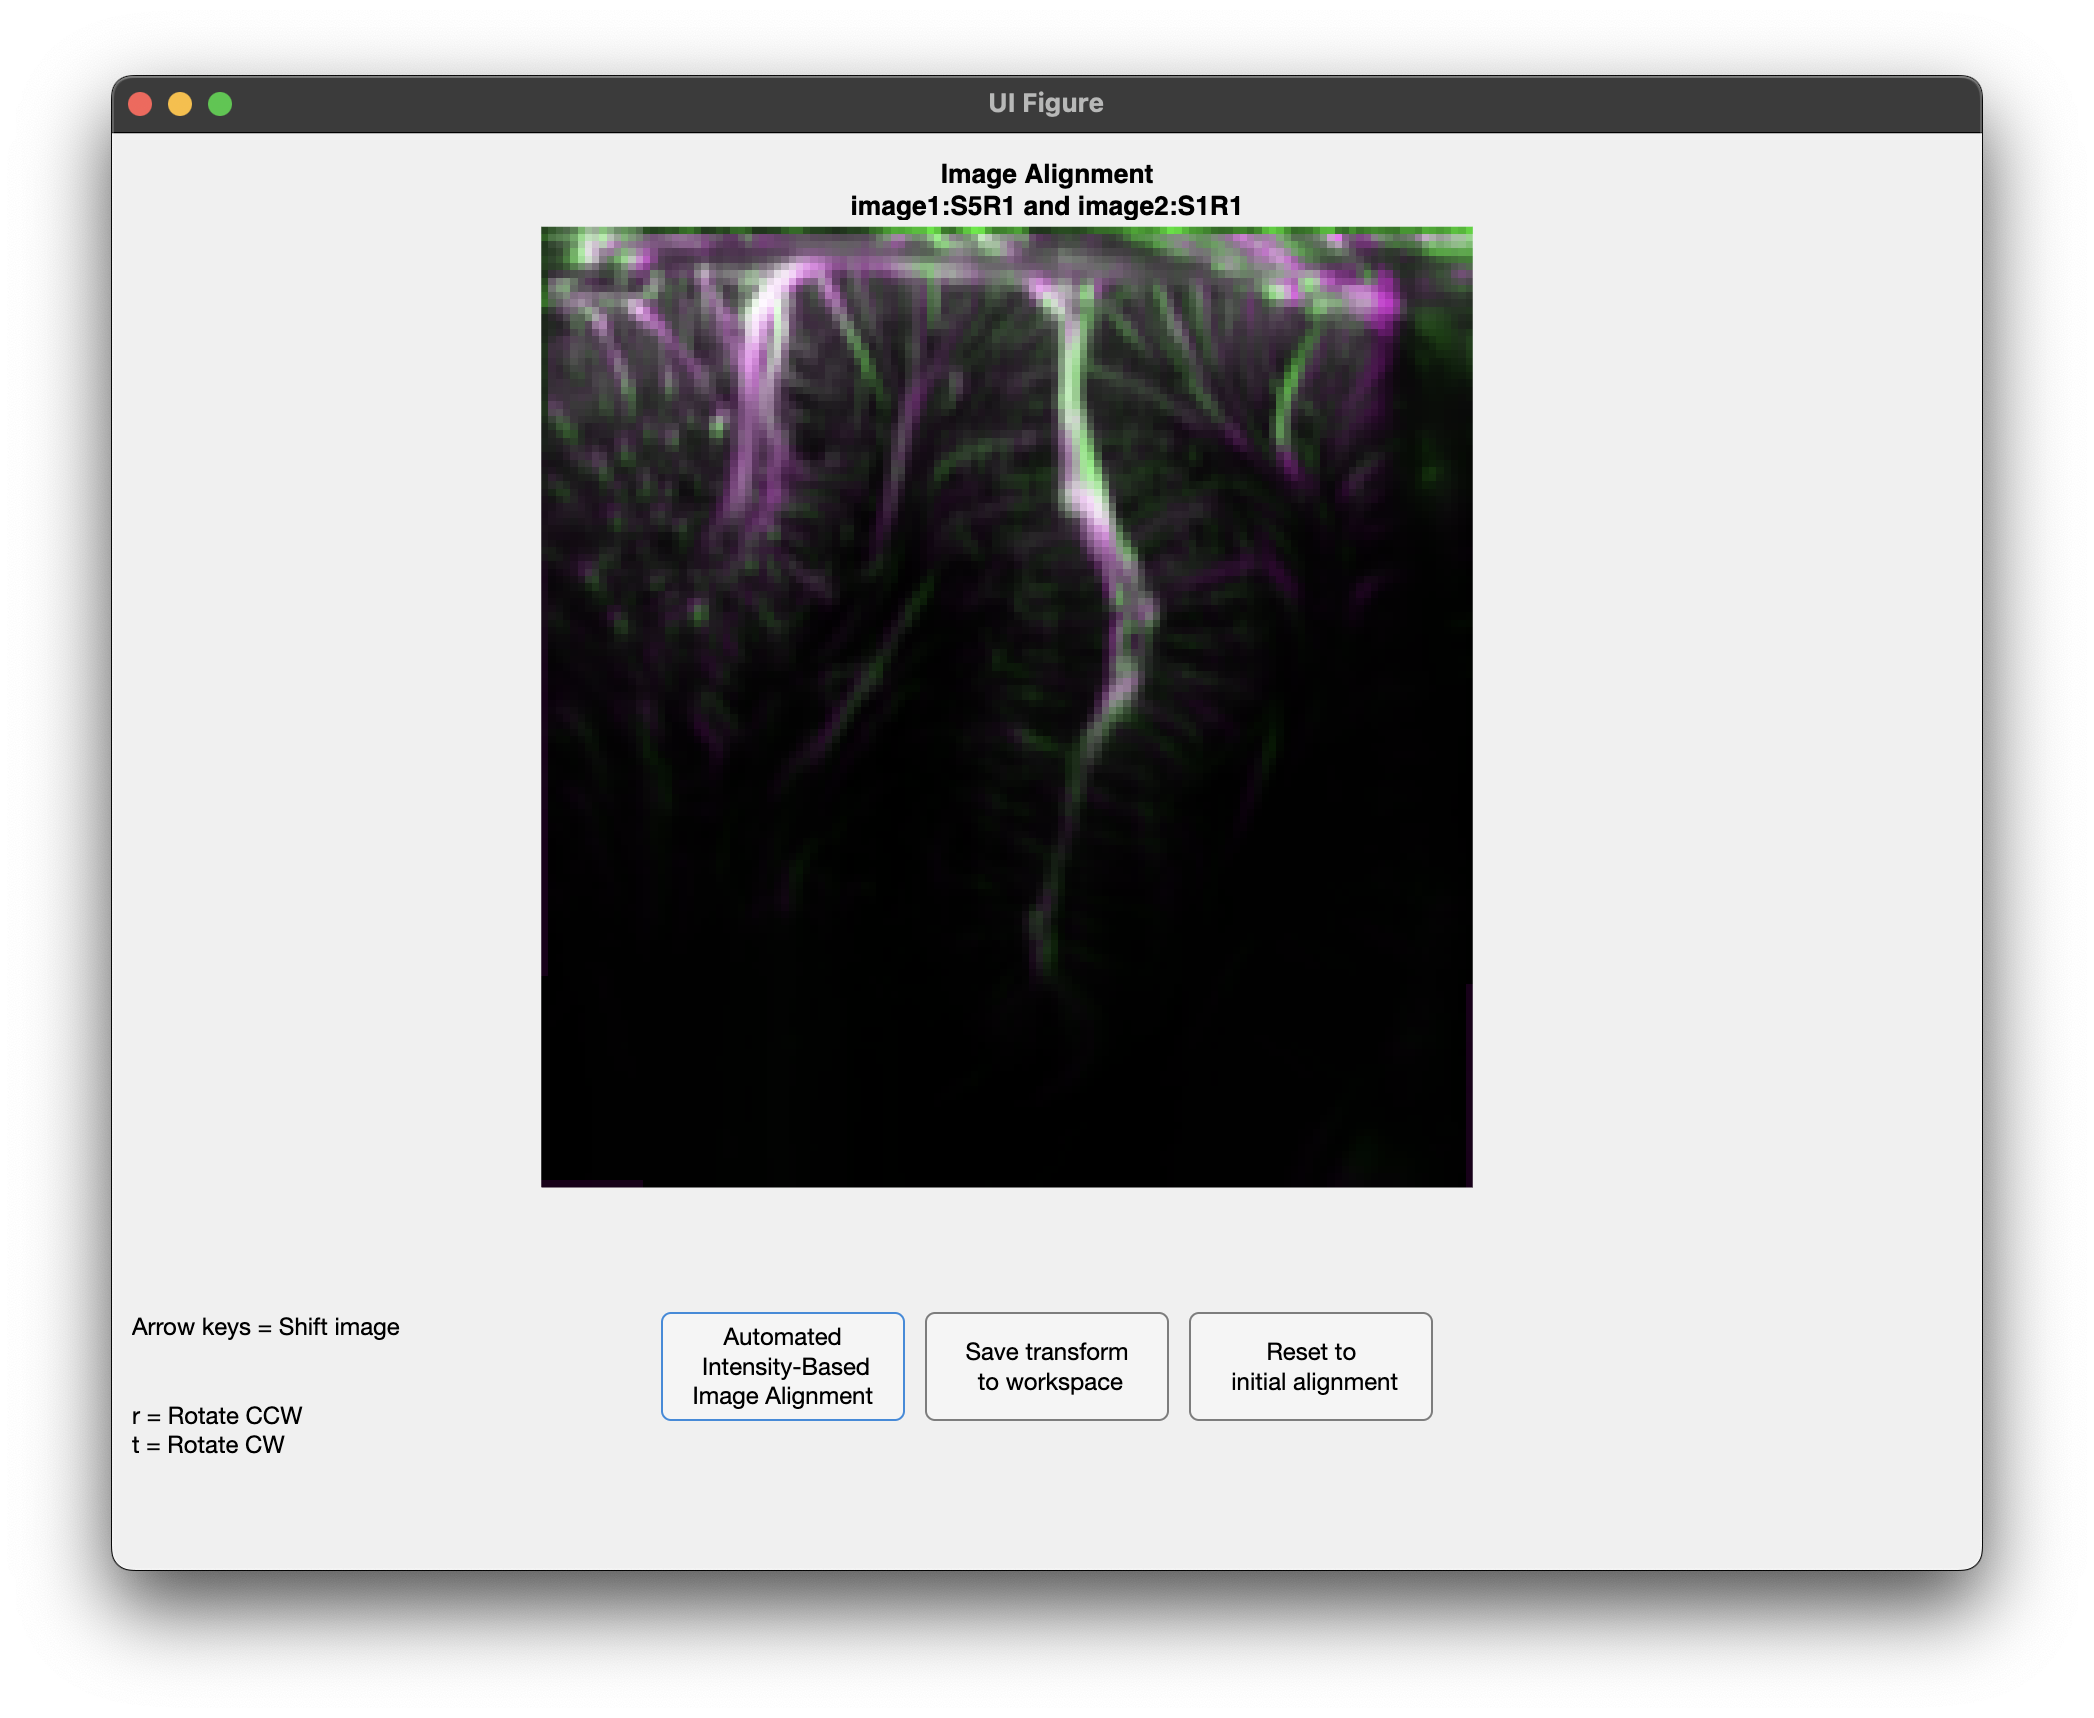 UI Figure
Image Alignment
image1:S5R1 and image2:S1R1
Arrow keys = Shift image
r = Rotate CCW
t = Rotate CW
Automated
Intensity-Based
Image Alignment
Save transform
to workspace
Reset to
initial alignment